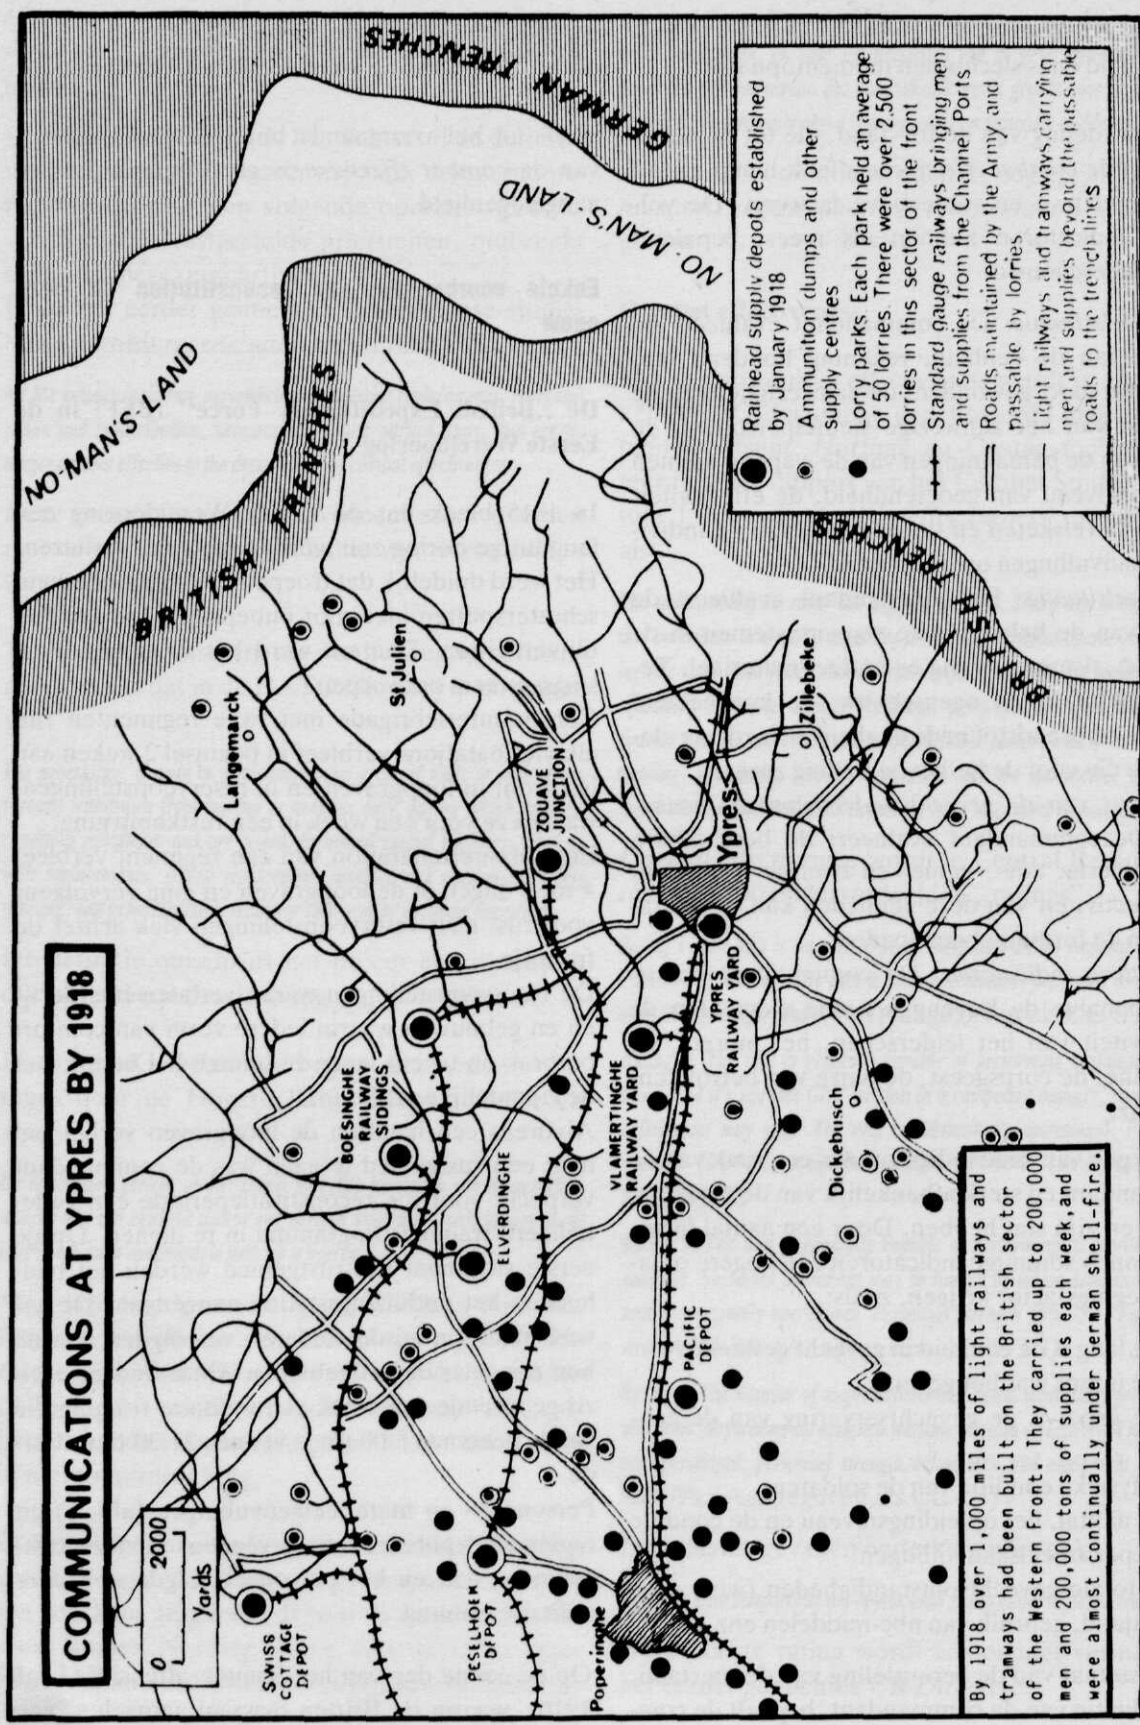 COMMUNICATIONS AT YPRES BY 1918
0 2000
Yards
NO·MAN'S·LAND
GERMAN TRENCHES
NO·MAN'S·LAND
BRITISH TRENCHES
BRITISH TRENCHES
Langemarck
St Julien
ZOUAVE
JUNCTION
Ypres
Zillebeke
BOESINGHE
RAILWAY
SIDINGS
ELVERDINGHE
VLAMERTINGHE
RAILWAY YARD
YPRES
RAILWAY YARD
Dickebusch
PACIFIC
DEPOT
SWISS
COTTAGE
DEPOT
PESELHOEK
DEPOT
Poperinghe
Railhead supply depots established
by January 1918
Ammunition dumps and other
supply centres
Lorry parks. Each park held an average
of 50 lorries. There were over 2.500
lorries in this section of the front
Standard gauge railways bringing men
and supplies from the Channel Ports
Roads maintained by the Army and
passable by lorries
Light railways and tramways, carrying
men and supplies beyond the passable
roads to the trenchlines
By 1918 over 1,000 miles of light railways and
tramways had been built on the British sector
of the Western Front. They carried up to 200,000
men and 200,000 tons of supplies each week, and
were almost continually under German shell-fire.